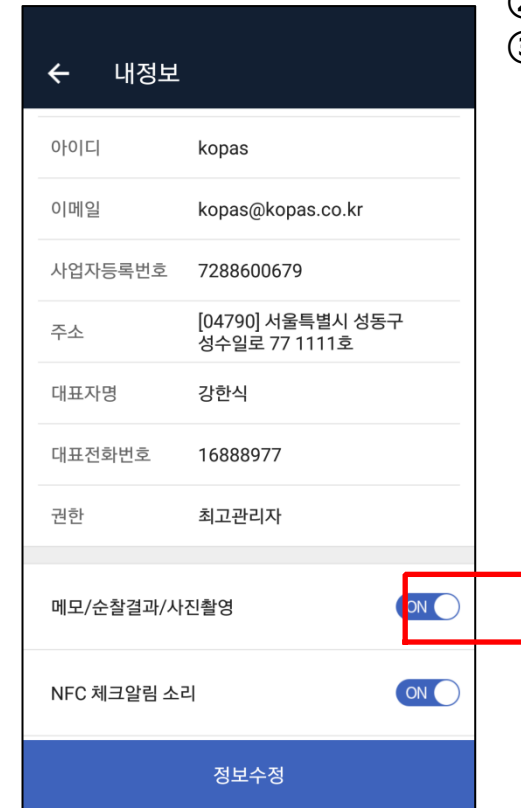 ②
③
← 내정보
아이디 kopas
이메일 kopas@kopas.co.kr
사업자등록번호 7288600679
주소 [04790] 서울특별시 성동구
성수일로 77 1111호
대표자명 강한식
대표전화번호 16888977
권한 최고관리자
메모/순찰결과/사진촬영 ON
NFC 체크알림 소리 ON
정보수정